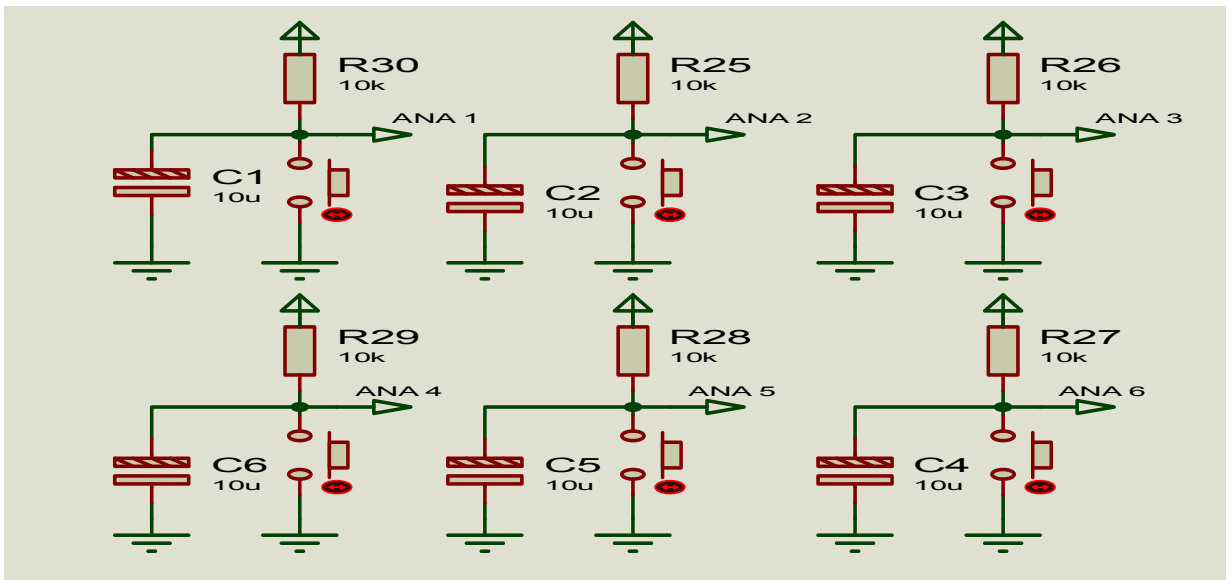 R30
10k
ANA 1
C1
10u
R25
10k
ANA 2
C2
10u
R26
10k
ANA 3
C3
10u
R29
10k
ANA 4
C6
10u
R28
10k
ANA 5
C5
10u
R27
10k
ANA 6
C4
10u